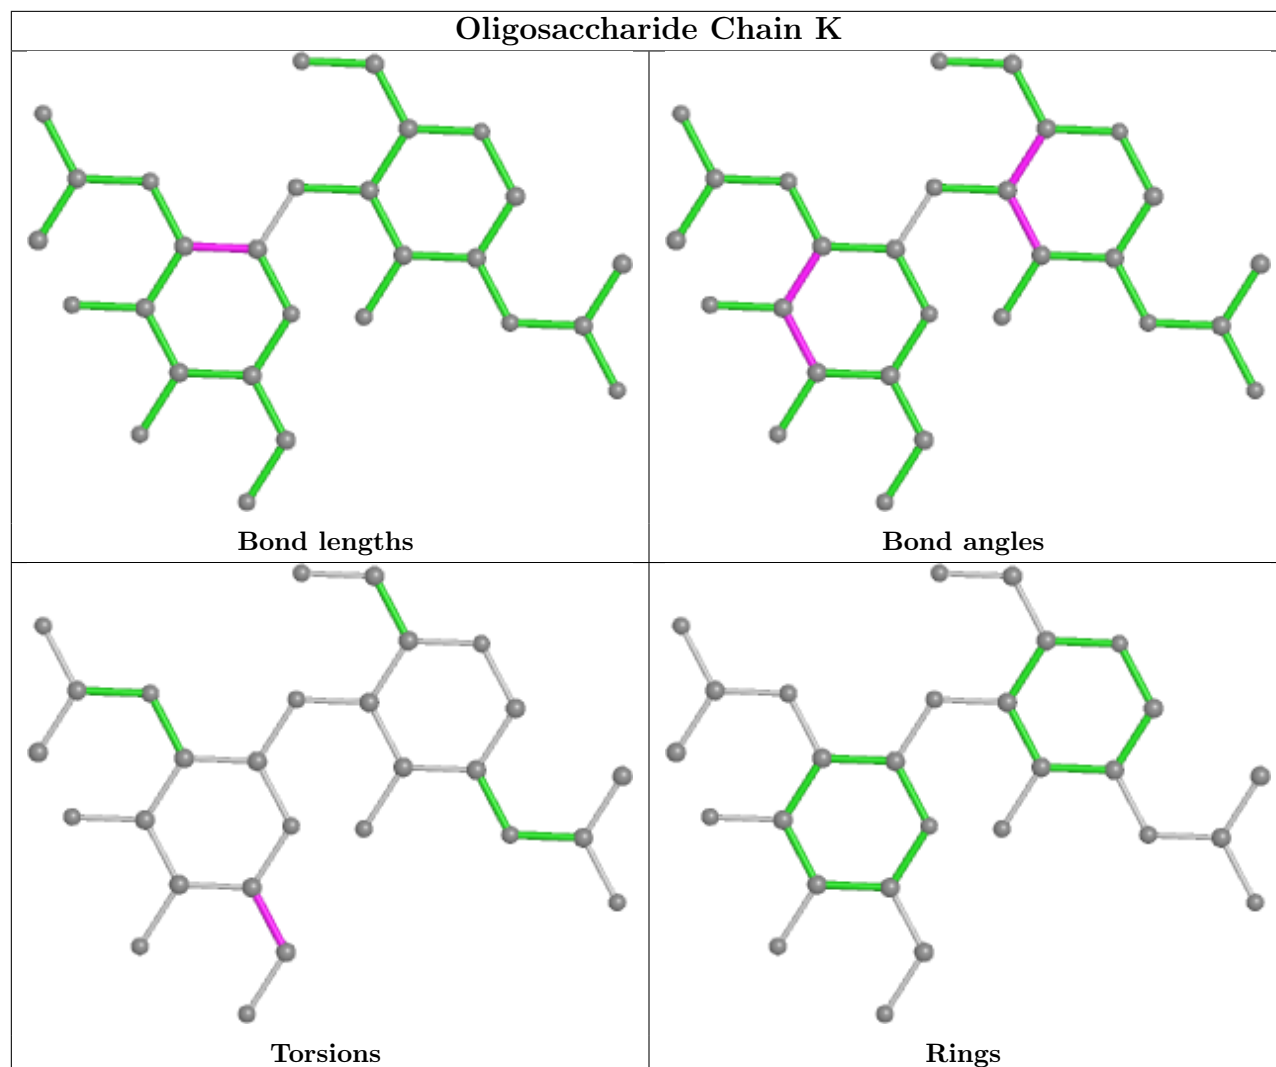 Oligosaccharide Chain K
Bond lengths
Bond angles
Torsions
Rings